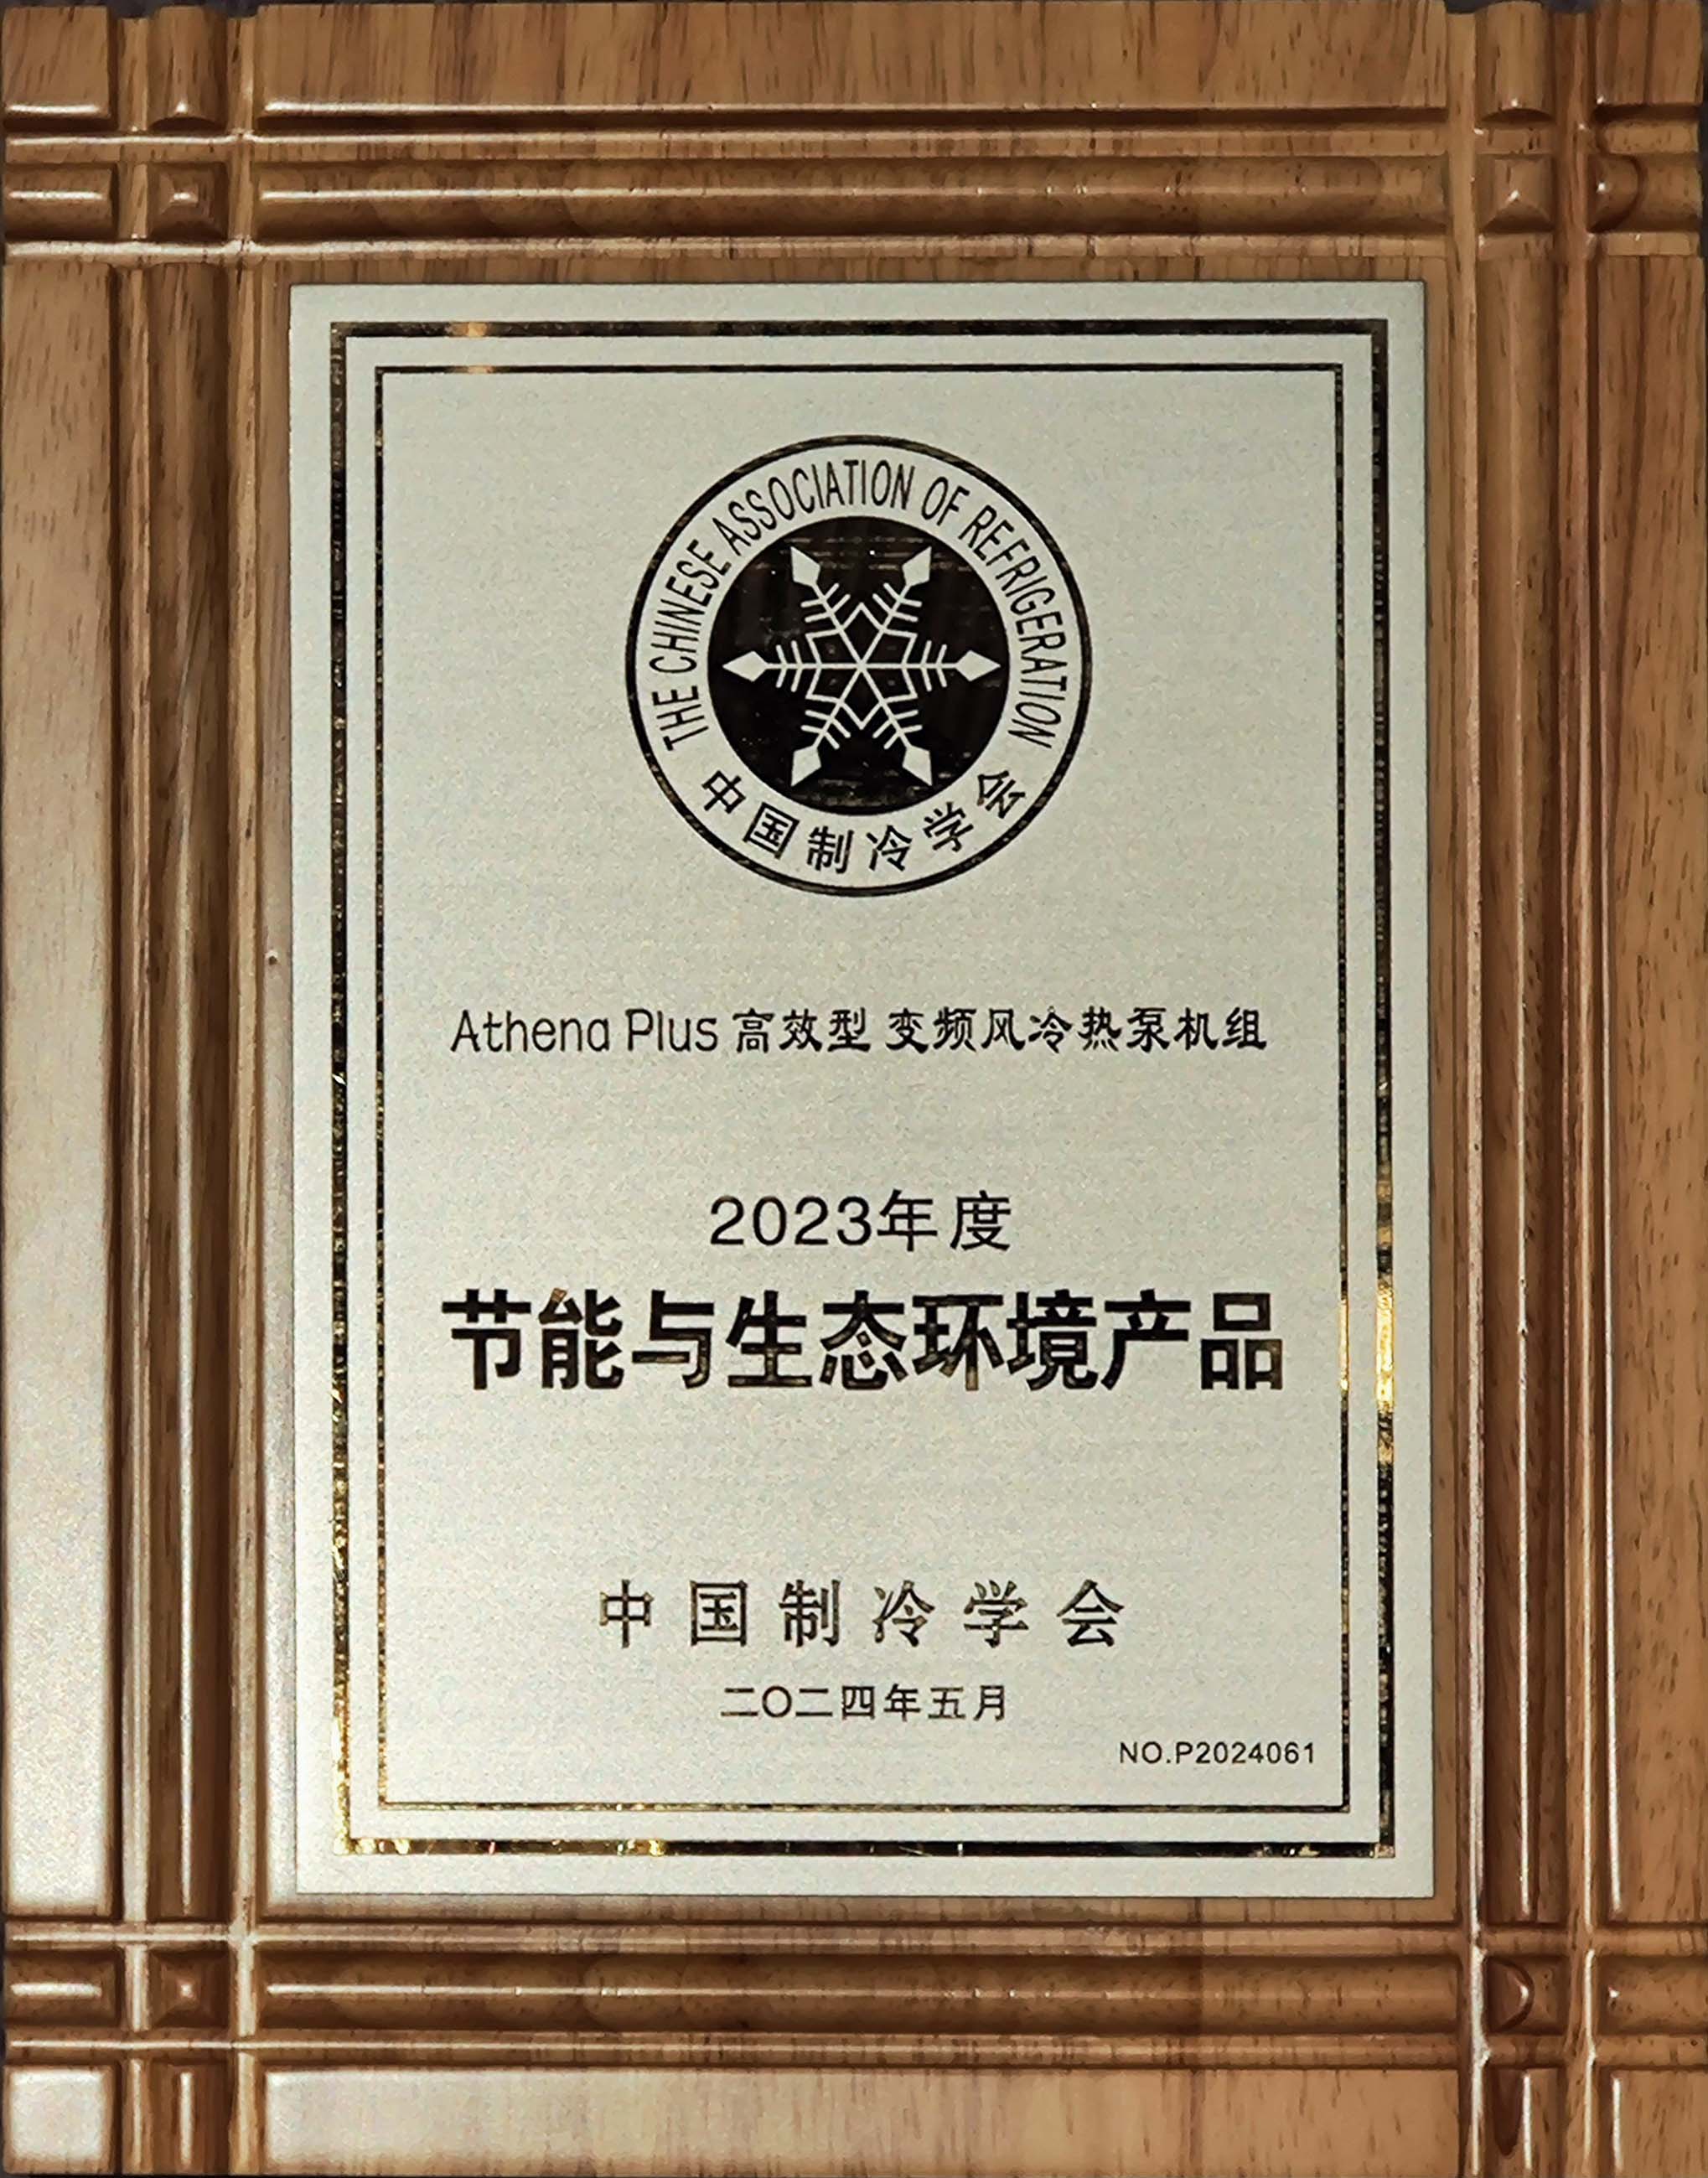 THE CHINESE ASSOCIATION OF REFRIGERATION
中国制冷学会
Athena Plus 高效型 变频风冷热泵机组
2023年度
节能与生态环境产品
中国制冷学会
二〇二四年五月
NO.P2024061